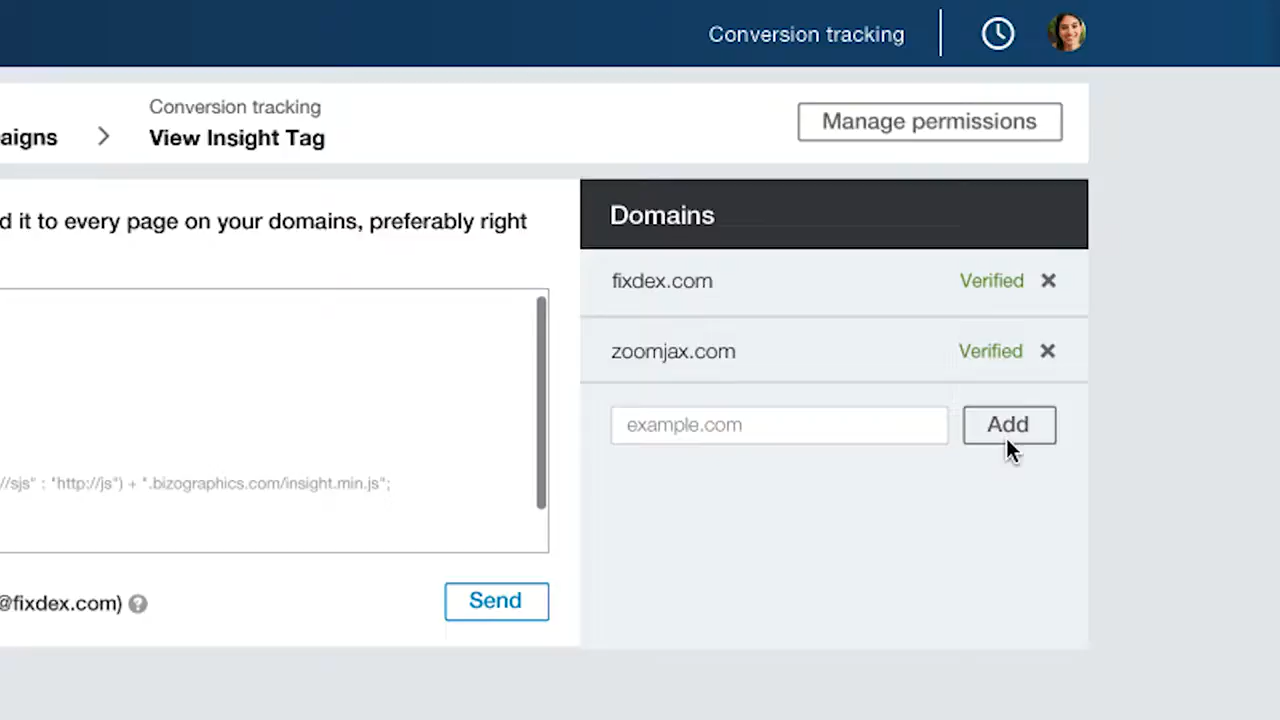 Conversion tracking
Conversion tracking
aigns > View Insight Tag
Manage permissions
d it to every page on your domains, preferably right
Domains
fixdex.com Verified ×
zoomjax.com Verified ×
example.com Add
//sjs" : "http://js") + ".bizographics.com/insight.min.js";
@fixdex.com) ?
Send